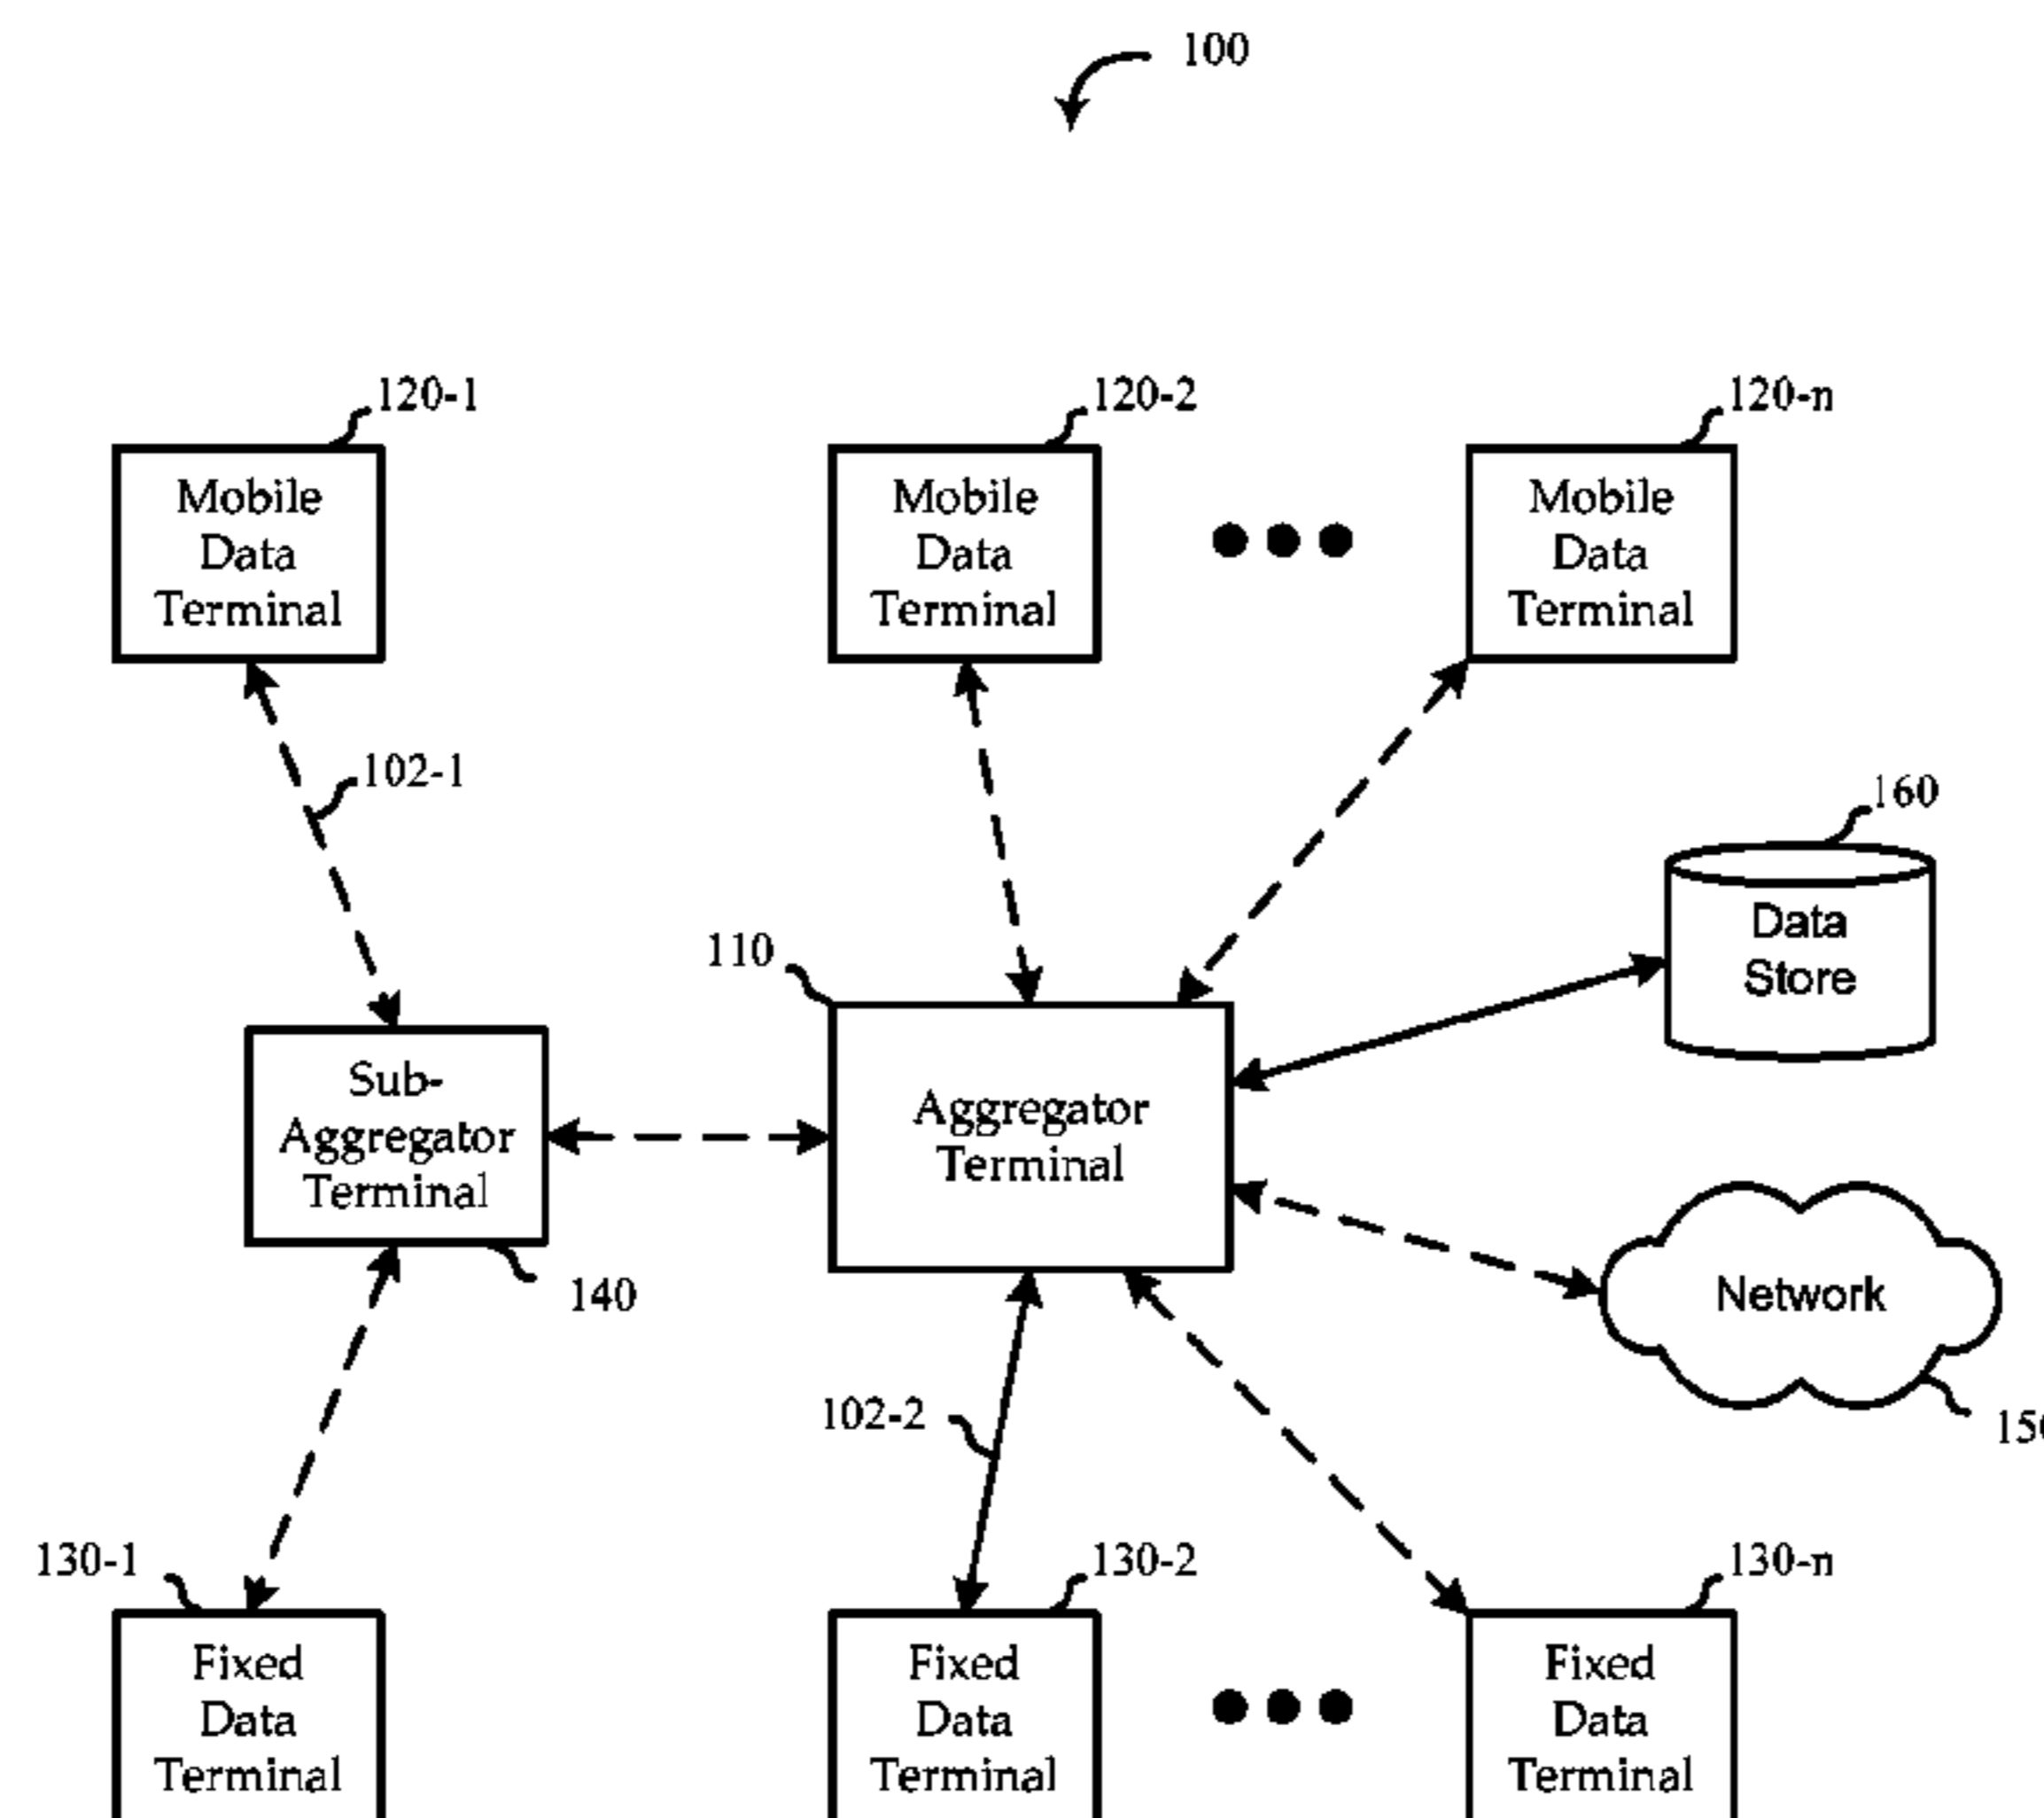 100
120-1
120-2
120-n
Mobile
Data
Terminal
Mobile
Data
Terminal
Mobile
Data
Terminal
102-1
160
Data
Store
110
Sub-
Aggregator
Terminal
Aggregator
Terminal
140
Network
102-2
130-1
130-2
130-n
Fixed
Data
Terminal
Fixed
Data
Terminal
Fixed
Data
Terminal